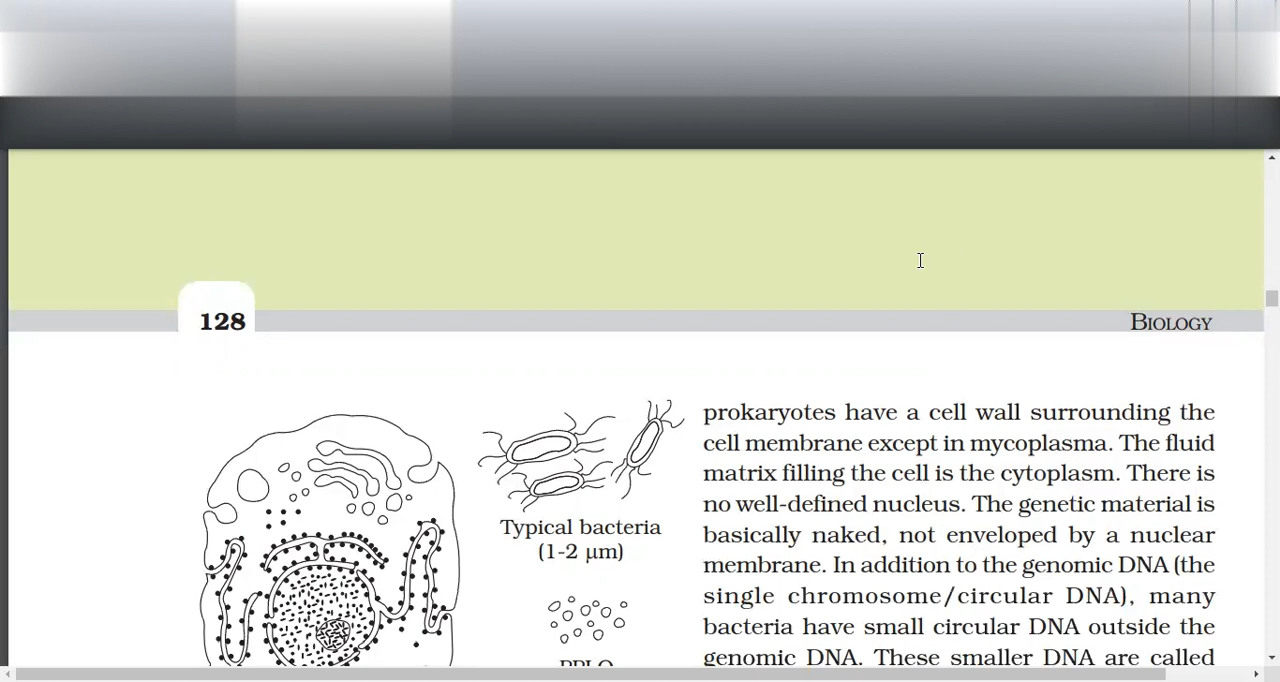 128
BIOLOGY
prokaryotes have a cell wall surrounding the
cell membrane except in mycoplasma. The fluid
matrix filling the cell is the cytoplasm. There is
no well-defined nucleus. The genetic material is
basically naked, not enveloped by a nuclear
membrane. In addition to the genomic DNA (the
single chromosome/circular DNA), many
bacteria have small circular DNA outside the
genomic DNA. These smaller DNA are called
Typical bacteria
(1-2 µm)
PPLO